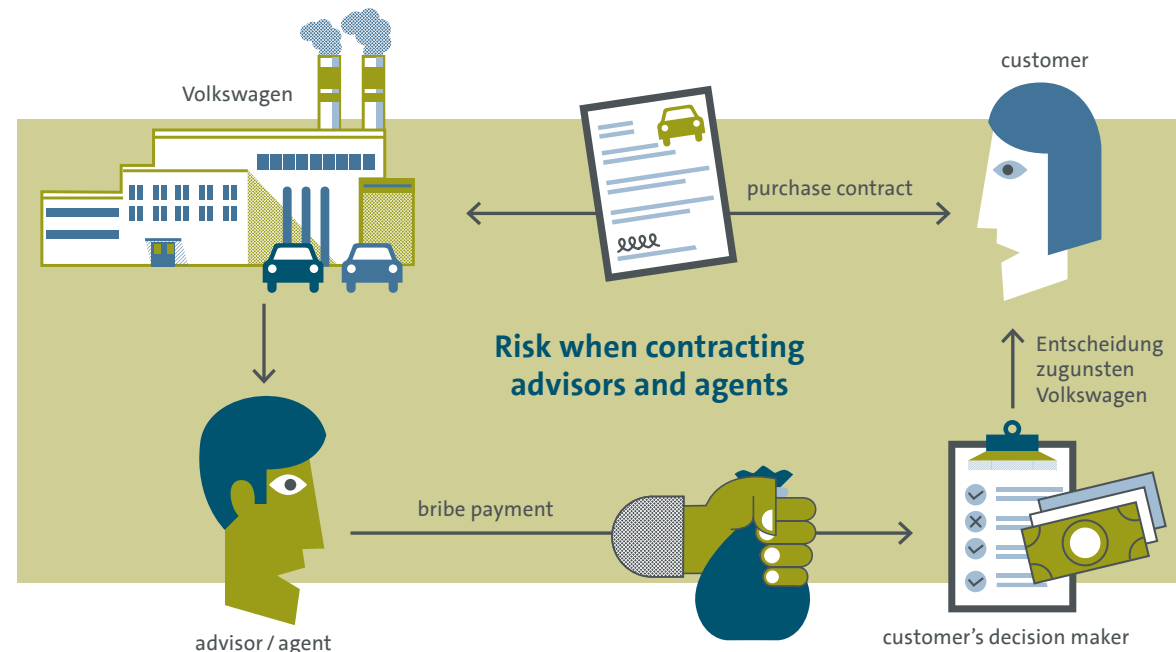 customer
Volkswagen
purchase contract
Risk when contracting
advisors and agents
Entscheidung
zugunsten
Volkswagen
bribe payment
advisor / agent
customer's decision maker